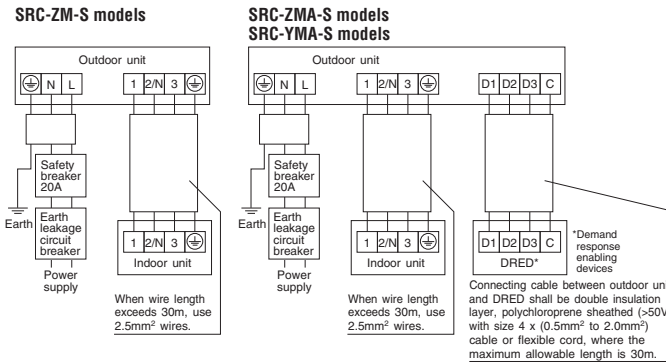 SRC-ZM-S models
Outdoor unit
N L
1 2/N 3
Safety
breaker
20A
Earth
Earth
leakage
circuit
breaker
Power
supply
1 2/N 3
Indoor unit
When wire length
exceeds 30m, use
2.5mm² wires.
SRC-ZMA-S models
SRC-YMA-S models
Outdoor unit
N L
1 2/N 3
D1 D2 D3 C
Safety
breaker
20A
Earth
Earth
leakage
circuit
breaker
Power
supply
1 2/N 3
Indoor unit
When wire length
exceeds 30m, use
2.5mm² wires.
D1 D2 D3 C
DRED*
*Demand
response
enabling
devices
Connecting cable between outdoor uni
and DRED shall be double insulation
layer, polychloroprene sheathed (>50V
with size 4 x (0.5mm² to 2.0mm²)
cable or flexible cord, where the
maximum allowable length is 30m.